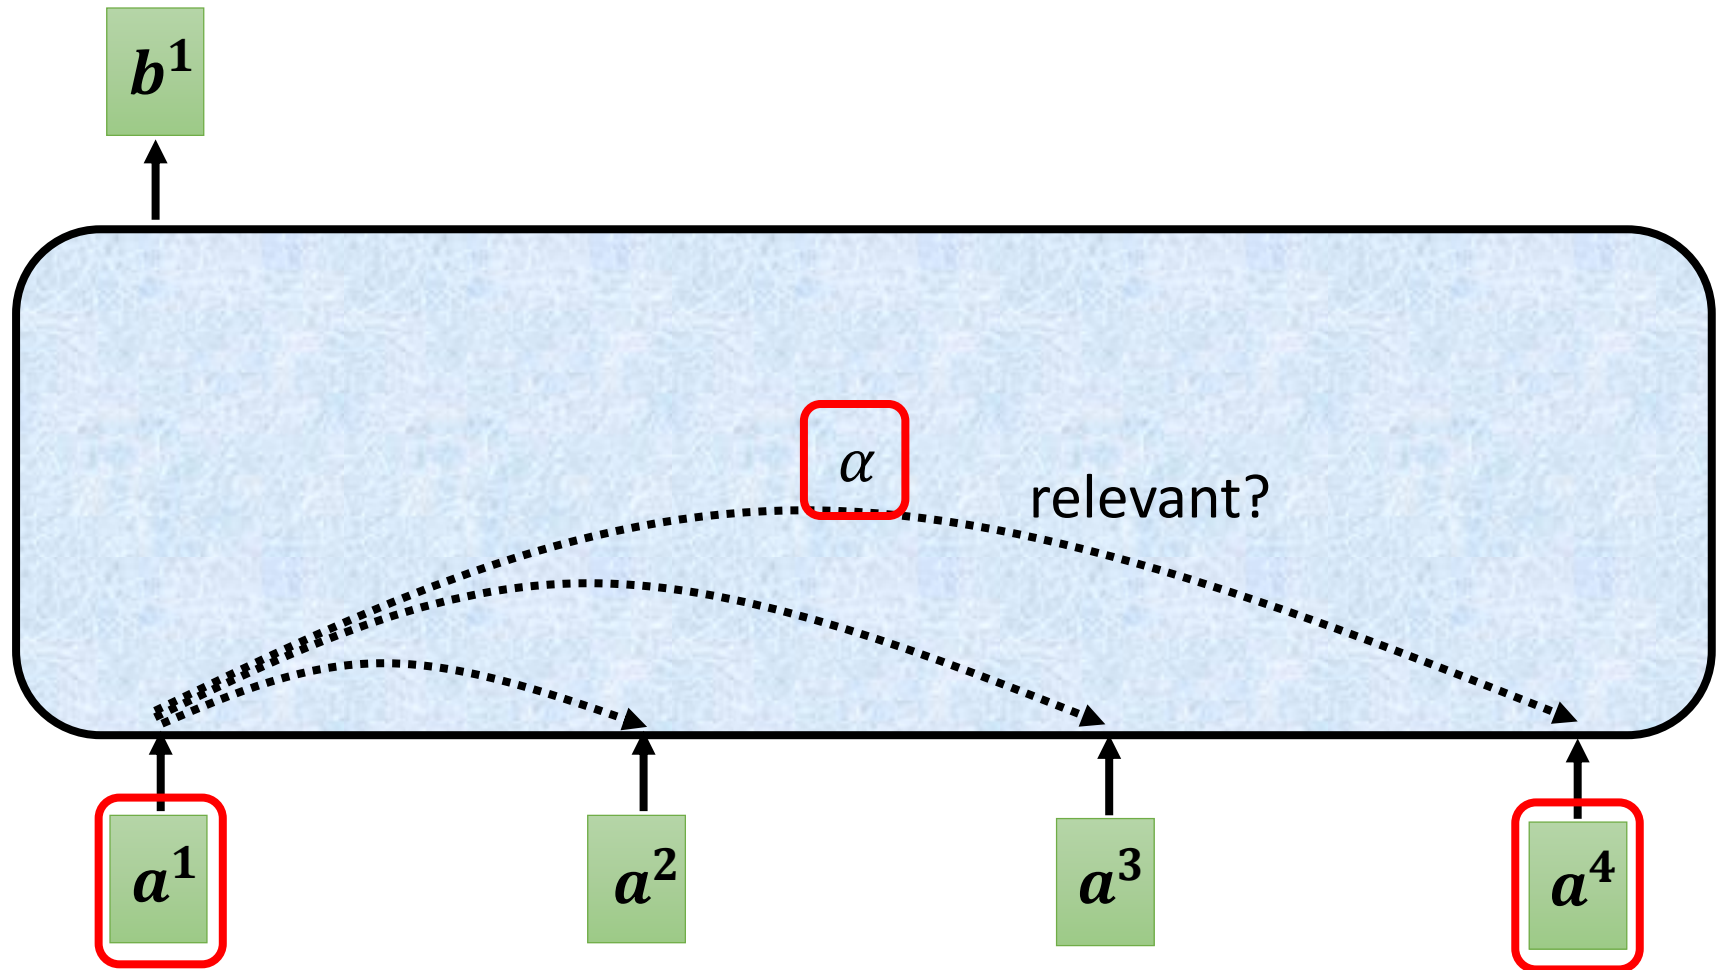 b¹
α
relevant?
a¹ a² a³ a⁴